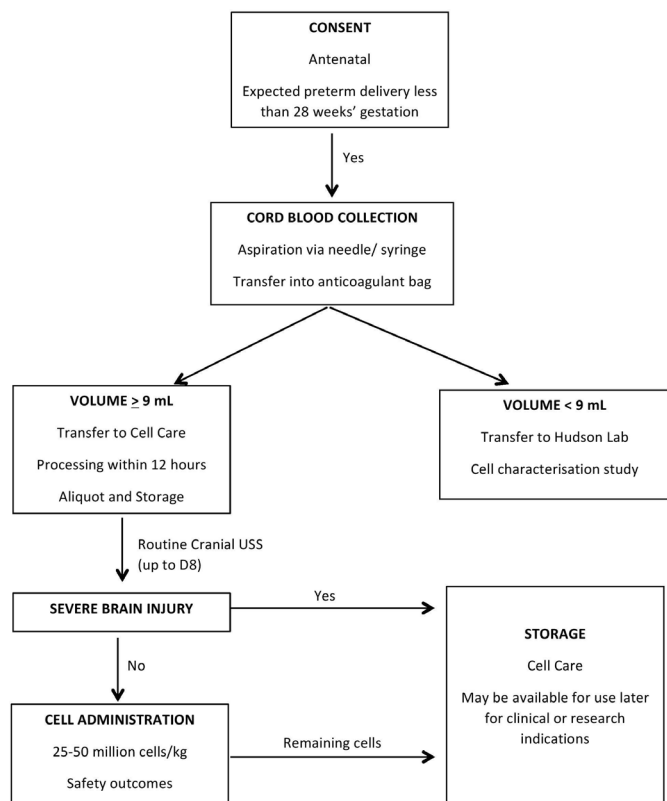 CONSENT
Antenatal
Expected preterm delivery less
than 28 weeks’ gestation
Yes
CORD BLOOD COLLECTION
Aspiration via needle/ syringe
Transfer into anticoagulant bag
VOLUME ≥ 9 mL
Transfer to Cell Care
Processing within 12 hours
Aliquot and Storage
VOLUME < 9 mL
Transfer to Hudson Lab
Cell characterisation study
Routine Cranial USS
(up to D8)
SEVERE BRAIN INJURY
Yes
No
STORAGE
Cell Care
May be available for use later
for clinical or research
indications
CELL ADMINISTRATION
25-50 million cells/kg
Safety outcomes
Remaining cells